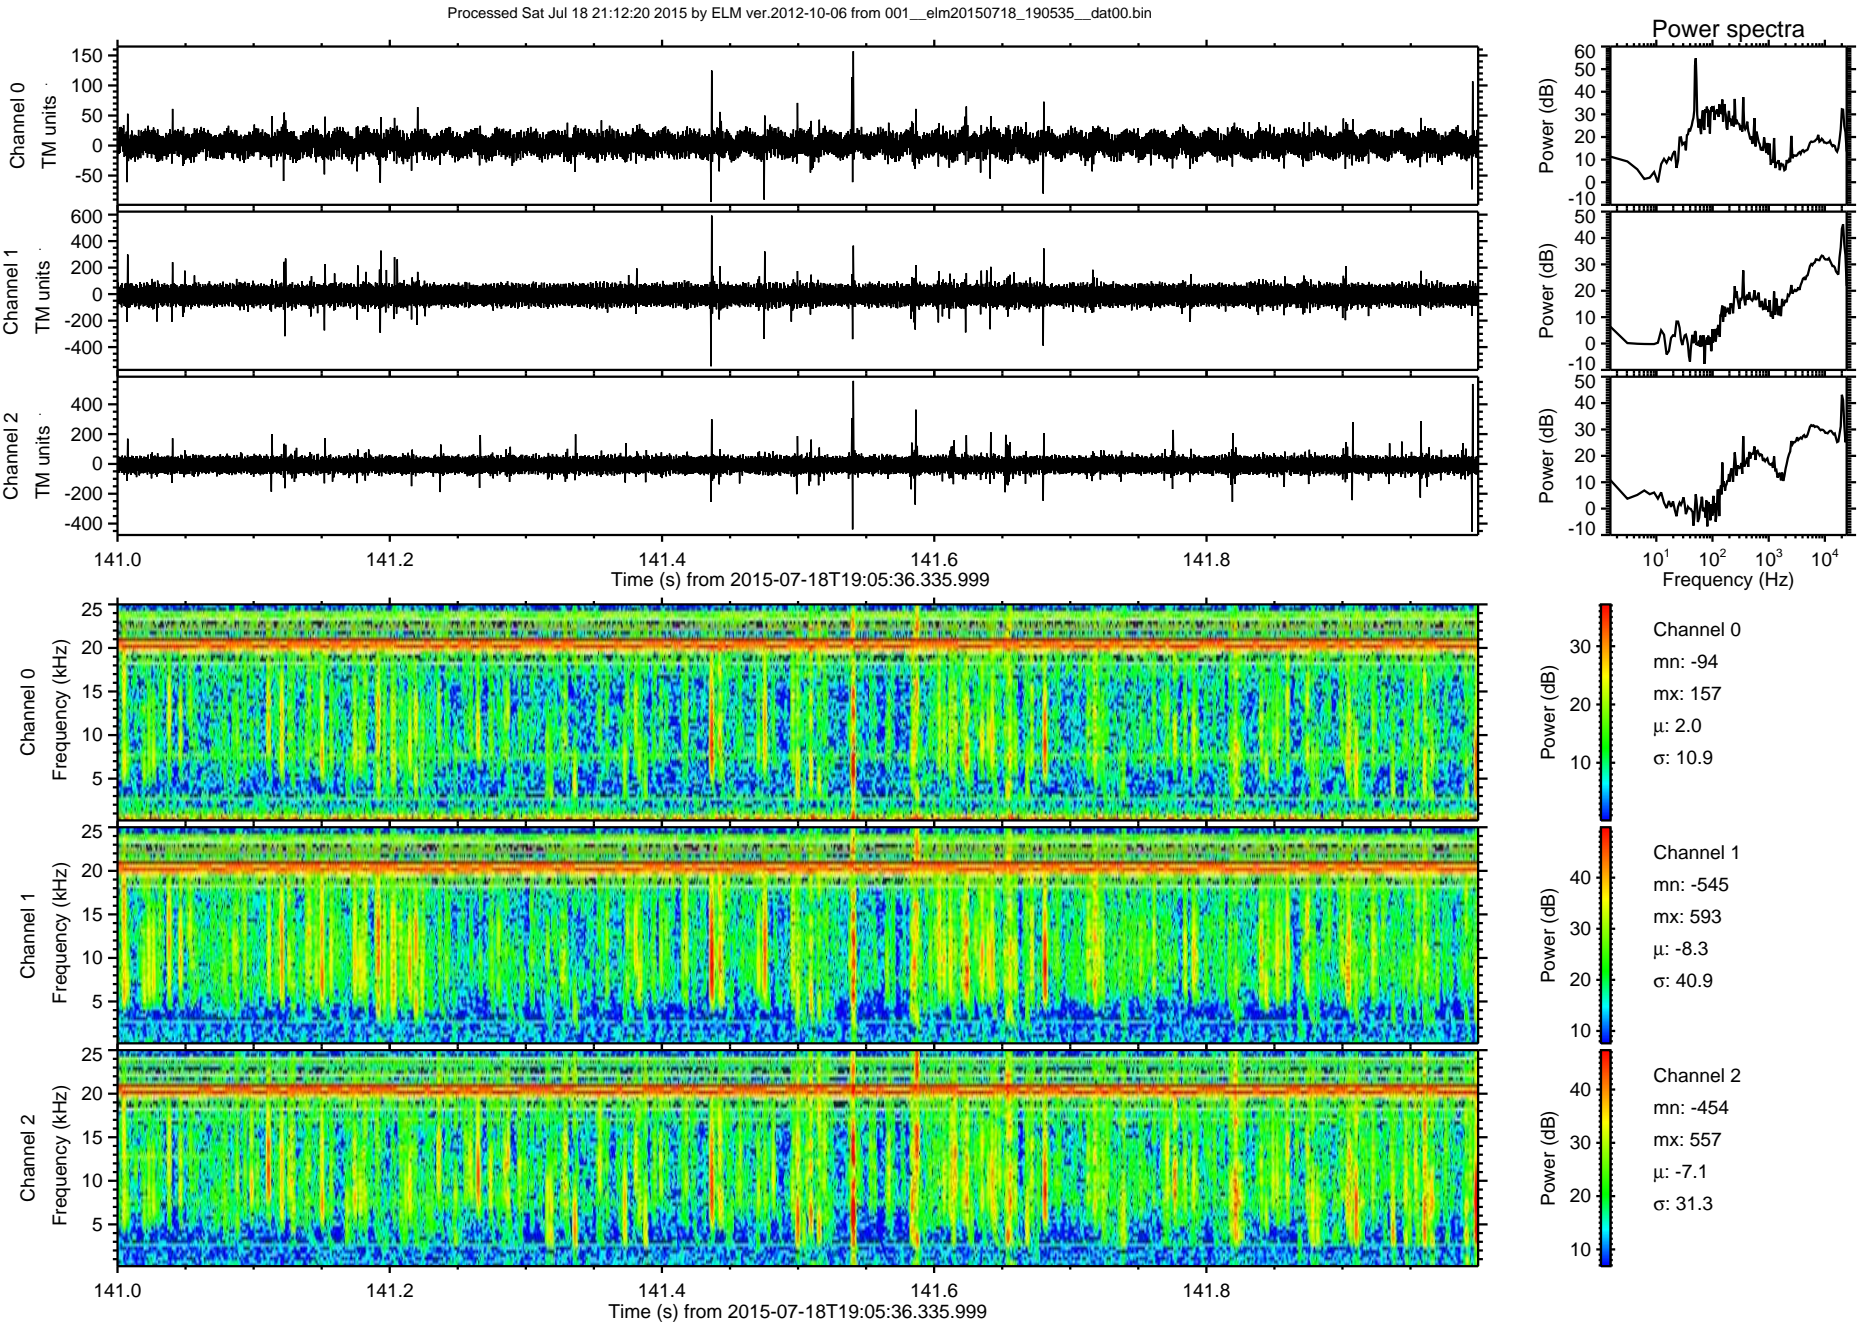 Processed Sat Jul 18 21:12:20 2015 by ELM ver.2012-10-06 from 001__elm20150718_190535__dat00.bin
Power spectra
Channel 0
TM units
150
100
50
0
-50
Power (dB)
60
50
40
30
20
10
0
-10
Channel 1
TM units
600
400
200
0
-200
-400
Power (dB)
50
40
30
20
10
0
-10
Channel 2
TM units
400
200
0
-200
-400
Power (dB)
50
40
30
20
10
0
-10
141.0 141.2 141.4 141.6 141.8
Time (s) from 2015-07-18T19:05:36.335.999
10¹ 10² 10³ 10⁴
Frequency (Hz)
Channel 0
Frequency (kHz)
25
20
15
10
5
Power (dB)
30
20
10
Channel 0
mn: -94
mx: 157
μ: 2.0
σ: 10.9
Channel 1
Frequency (kHz)
25
20
15
10
5
Power (dB)
40
30
20
10
Channel 1
mn: -545
mx: 593
μ: -8.3
σ: 40.9
Channel 2
Frequency (kHz)
25
20
15
10
5
Power (dB)
40
30
20
10
Channel 2
mn: -454
mx: 557
μ: -7.1
σ: 31.3
141.0 141.2 141.4 141.6 141.8
Time (s) from 2015-07-18T19:05:36.335.999